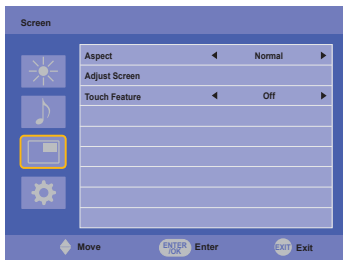 Screen
Aspect Normal
Adjust Screen
Touch Feature Off
Move ENTER /OK Enter EXIT Exit